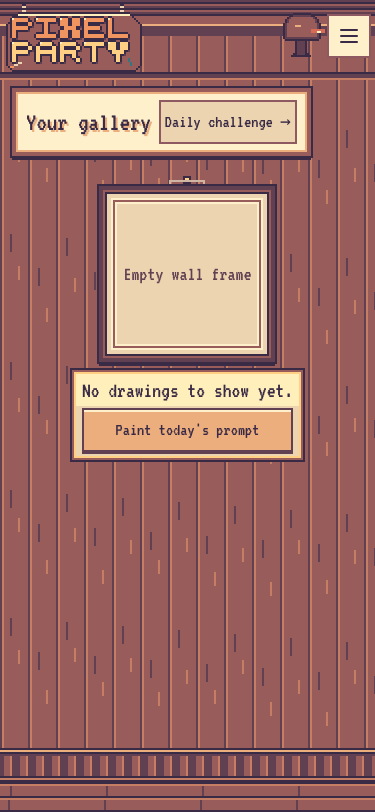 PIXEL
PARTY
Your gallery
Daily challenge →
Empty wall frame
No drawings to show yet.
Paint today's prompt